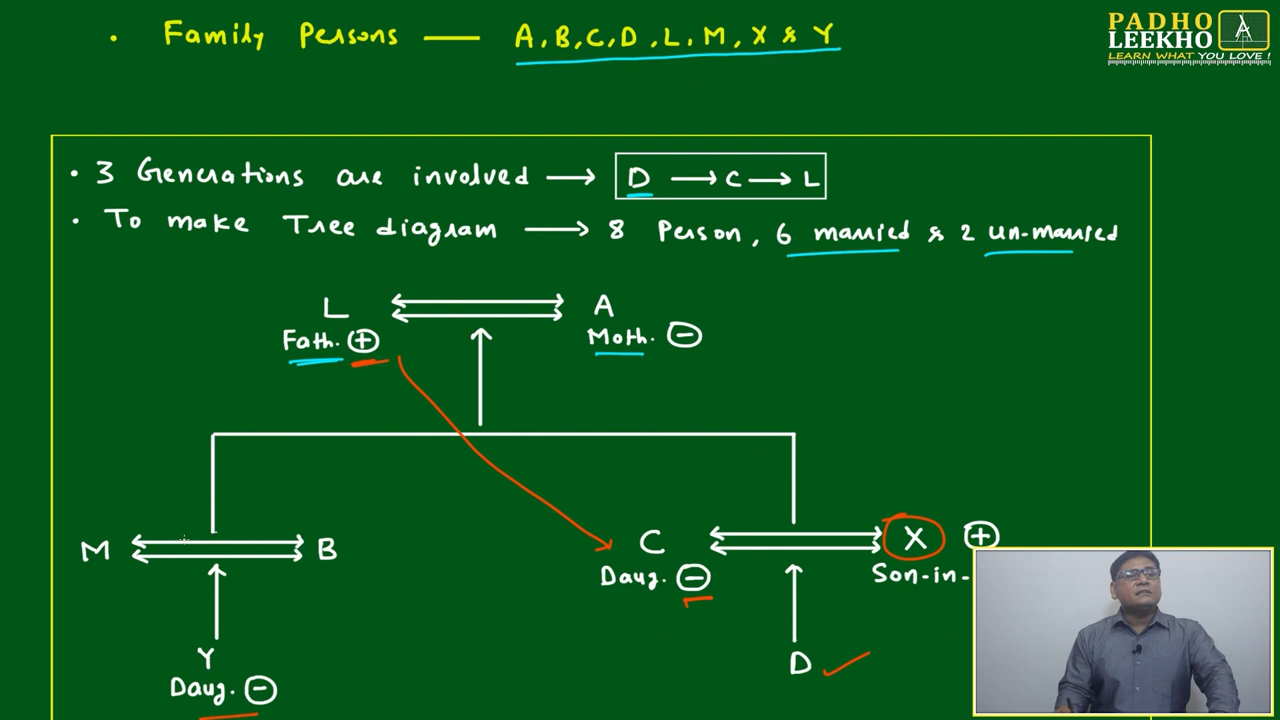 · Family Persons — A, B, C, D, L, M, X & Y
PADHO
LEEKHO
LEARN WHAT YOU LOVE !
· 3 Generations are involved → D → C → L
· To make Tree diagram → 8 Person, 6 married & 2 un-married
L A
Fath. + Moth. −
M B C X +
Daug. − Son-in-
Y D
Daug. −